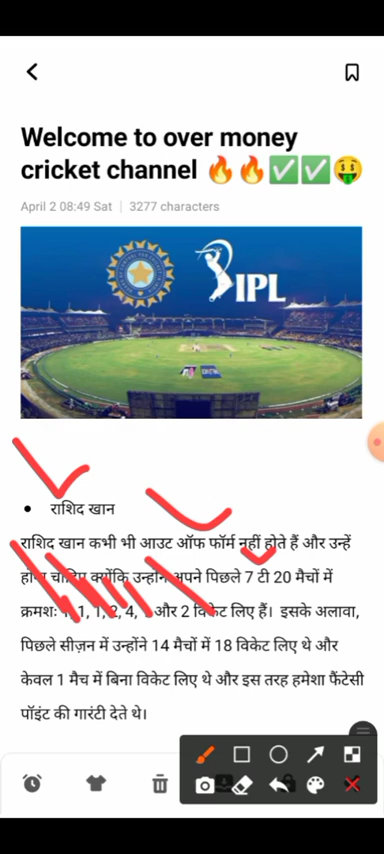 Welcome to over money
cricket channel 🔥🔥✅✅🤑
April 2 08:49 Sat | 3277 characters
IPL
• राशिद खान
राशिद खान कभी भी आउट ऑफ फॉर्म नहीं होते हैं और उन्हें
होना चाहिए क्योंकि उन्होंने अपने पिछले 7 टी 20 मैचों में
क्रमशः 1, 1, 2, 4, और 2 विकेट लिए हैं। इसके अलावा,
पिछले सीज़न में उन्होंने 14 मैचों में 18 विकेट लिए थे और
केवल 1 मैच में बिना विकेट लिए थे और इस तरह हमेशा फैंटेसी
पॉइंट की गारंटी देते थे।